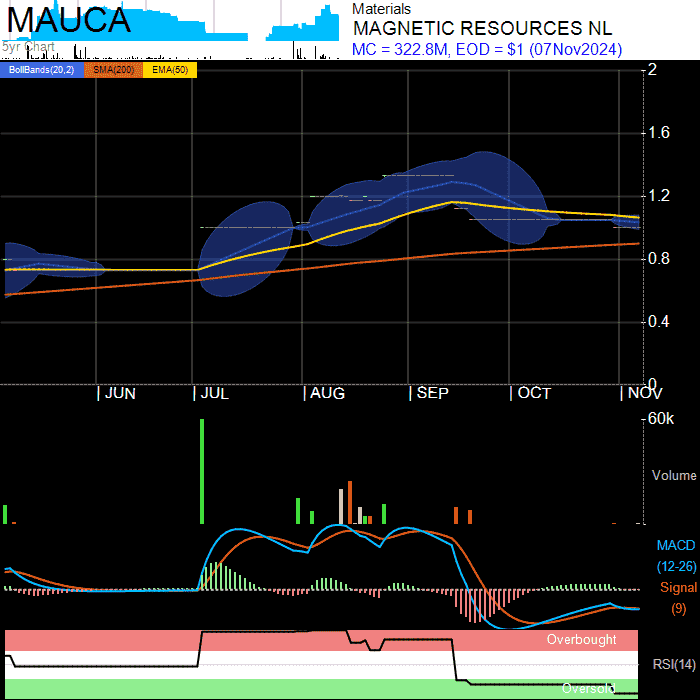 MAUCA
5yr Chart
Materials
MAGNETIC RESOURCES NL
MC = 322.8M, EOD = $1 (07Nov2024)
BollBands(20,2) SMA(200) EMA(50)
2
1.6
1.2
0.8
0.4
0
JUN JUL AUG SEP OCT NOV
60k
Volume
MACD
(12-26)
Signal
(9)
Overbought
RSI(14)
Oversold